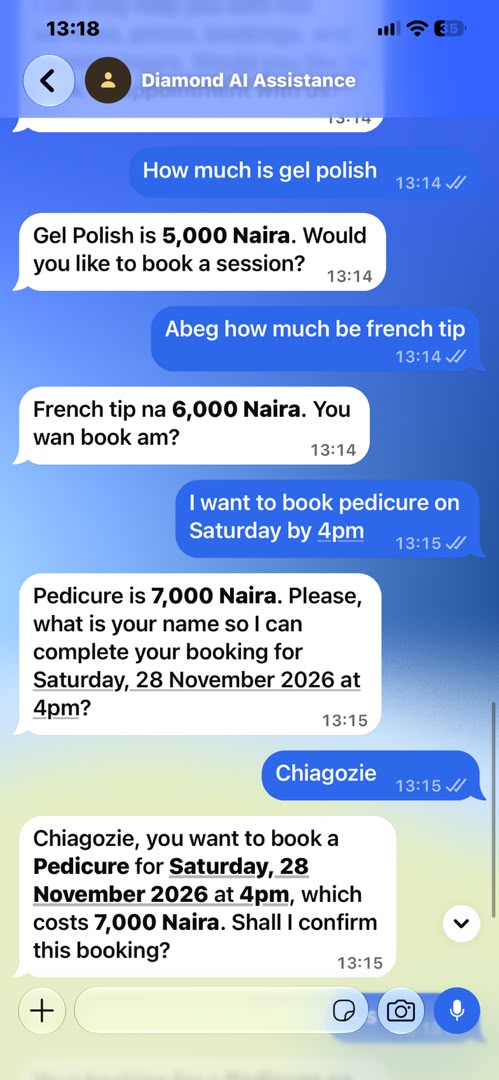 13:18
35
Diamond AI Assistance
13:14
How much is gel polish
13:14
Gel Polish is 5,000 Naira. Would
you like to book a session?
13:14
Abeg how much be french tip
13:14
French tip na 6,000 Naira. You
wan book am?
13:14
I want to book pedicure on
Saturday by 4pm
13:15
Pedicure is 7,000 Naira. Please,
what is your name so I can
complete your booking for
Saturday, 28 November 2026 at
4pm?
13:15
Chiagozie
13:15
Chiagozie, you want to book a
Pedicure for Saturday, 28
November 2026 at 4pm, which
costs 7,000 Naira. Shall I confirm
this booking?
13:15